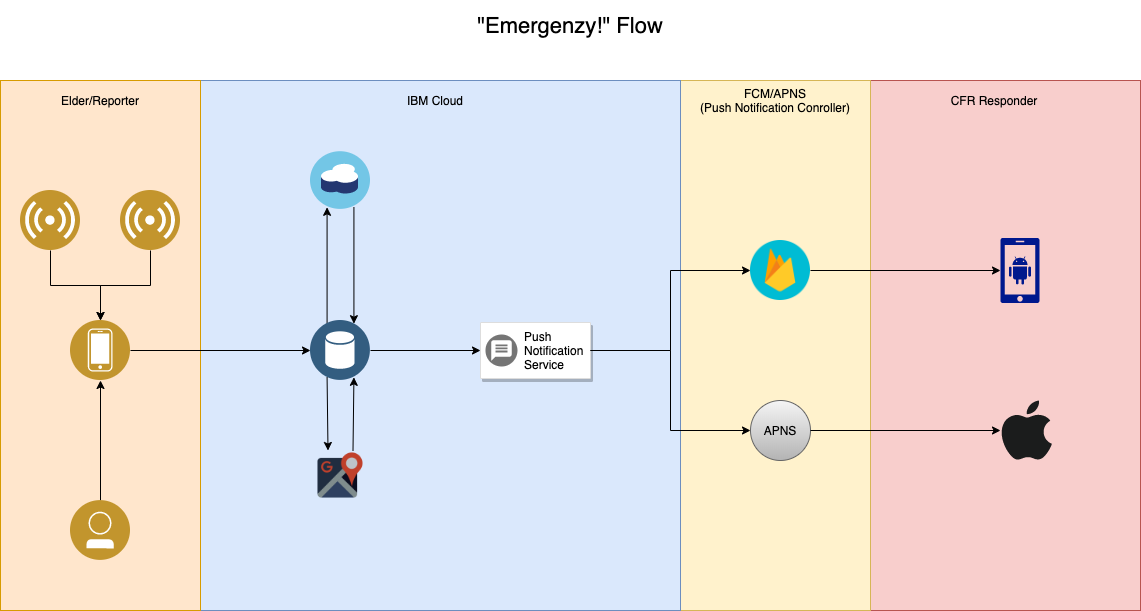 "Emergenzy!" Flow
Elder/Reporter
IBM Cloud
FCM/APNS
(Push Notification Conroller)
CFR Responder
Push
Notification
Service
G
APNS